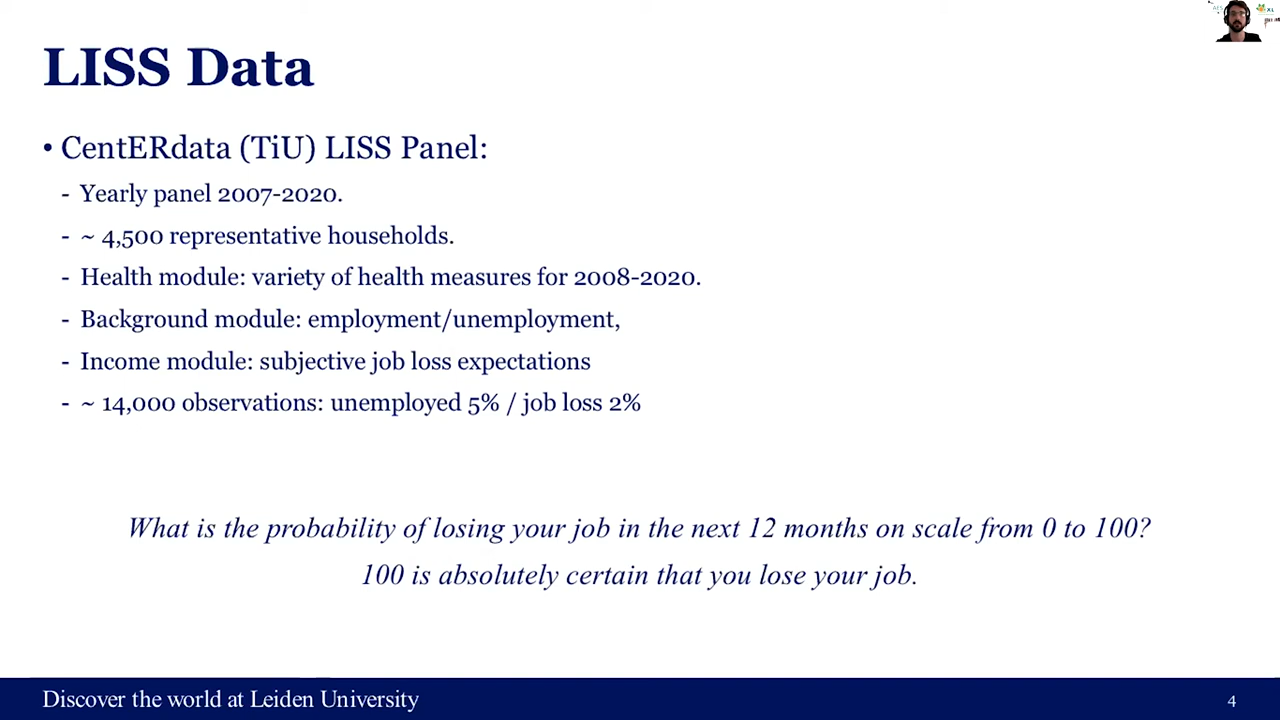 LISS Data
• CentERdata (TiU) LISS Panel:
- Yearly panel 2007-2020.
- ~ 4,500 representative households.
- Health module: variety of health measures for 2008-2020.
- Background module: employment/unemployment,
- Income module: subjective job loss expectations
- ~ 14,000 observations: unemployed 5% / job loss 2%
What is the probability of losing your job in the next 12 months on scale from 0 to 100?
100 is absolutely certain that you lose your job.
Discover the world at Leiden University
4